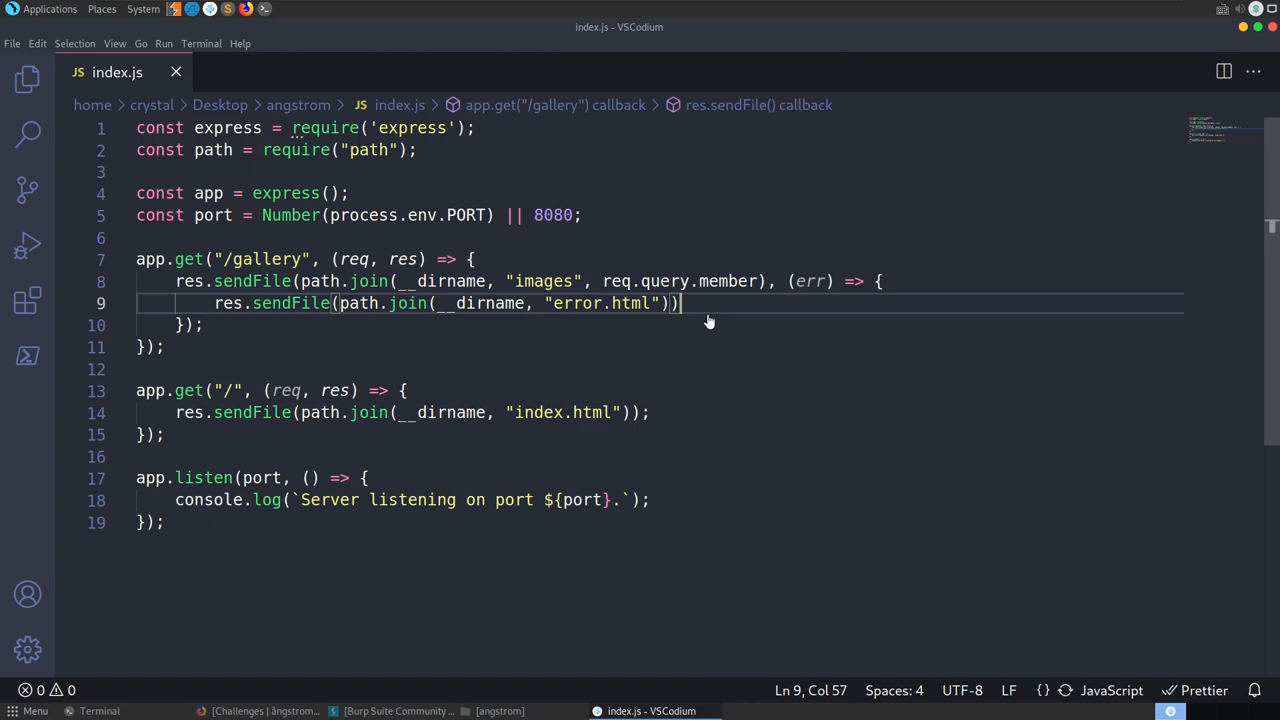 Applications Places System
index.js - VSCodium
File Edit Selection View Go Run Terminal Help
JS index.js
home > crystal > Desktop > angstrom > JS index.js > app.get("/gallery") callback > res.sendFile() callback
1 const express = require('express');
2 const path = require("path");
3
4 const app = express();
5 const port = Number(process.env.PORT) || 8080;
6
7 app.get("/gallery", (req, res) => {
8 res.sendFile(path.join(__dirname, "images", req.query.member), (err) => {
9 res.sendFile(path.join(__dirname, "error.html"))
10 });
11 });
12
13 app.get("/", (req, res) => {
14 res.sendFile(path.join(__dirname, "index.html"));
15 });
16
17 app.listen(port, () => {
18 console.log(`Server listening on port ${port}.`);
19 });
0 0 Ln 9, Col 57 Spaces: 4 UTF-8 LF {} JavaScript Prettier
Menu Terminal [Challenges | ångstrom... [Burp Suite Community ... [angstrom] index.js - VSCodium